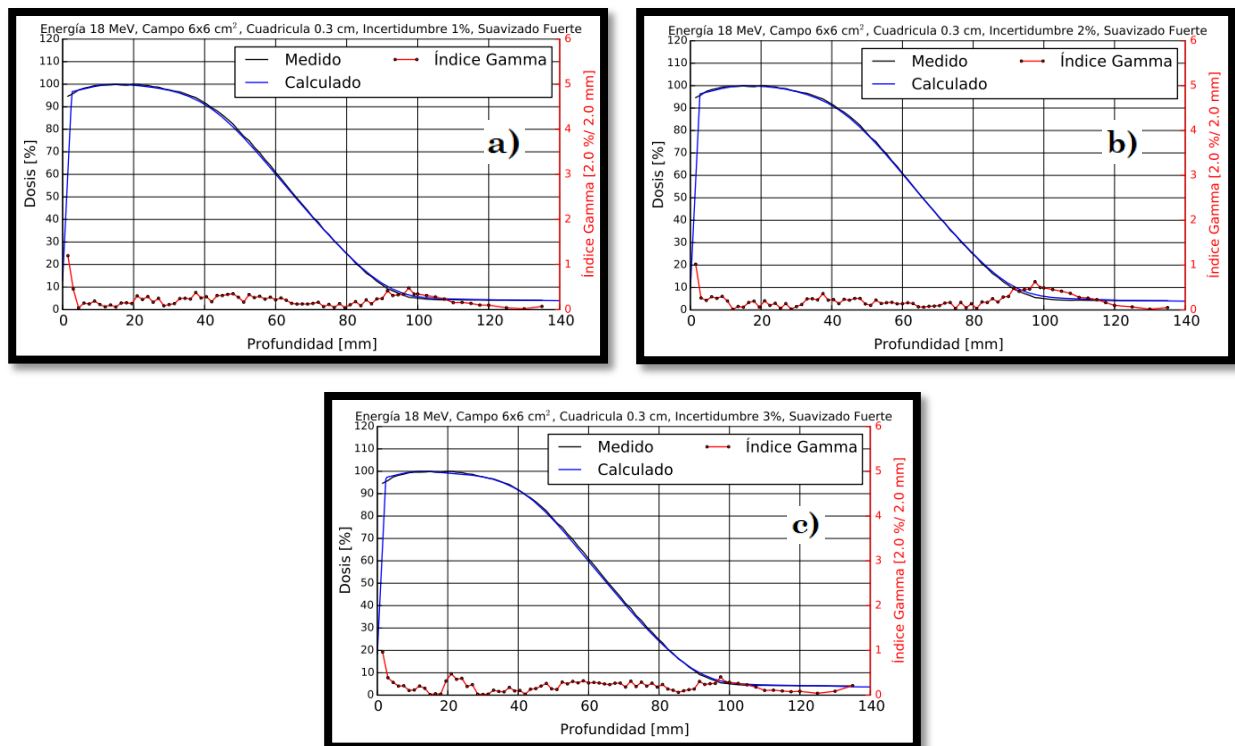 Energía 18 MeV, Campo 6x6 cm², Cuadricula 0.3 cm, Incertidumbre 1%, Suavizado Fuerte
120
110
100
90
80
70
60
50
40
30
20
10
0
Dosis [%]
Medido
Calculado
Índice Gamma
a)
6
5
4
3
2
1
0
Índice Gamma [2.0 %/ 2.0 mm]
0 20 40 60 80 100 120 140
Profundidad [mm]
Energía 18 MeV, Campo 6x6 cm², Cuadricula 0.3 cm, Incertidumbre 2%, Suavizado Fuerte
120
110
100
90
80
70
60
50
40
30
20
10
0
Dosis [%]
Medido
Calculado
Índice Gamma
b)
6
5
4
3
2
1
0
Índice Gamma [2.0 %/ 2.0 mm]
0 20 40 60 80 100 120 140
Profundidad [mm]
Energía 18 MeV, Campo 6x6 cm², Cuadricula 0.3 cm, Incertidumbre 3%, Suavizado Fuerte
120
110
100
90
80
70
60
50
40
30
20
10
0
Dosis [%]
Medido
Calculado
Índice Gamma
c)
6
5
4
3
2
1
0
Índice Gamma [2.0 %/ 2.0 mm]
0 20 40 60 80 100 120 140
Profundidad [mm]